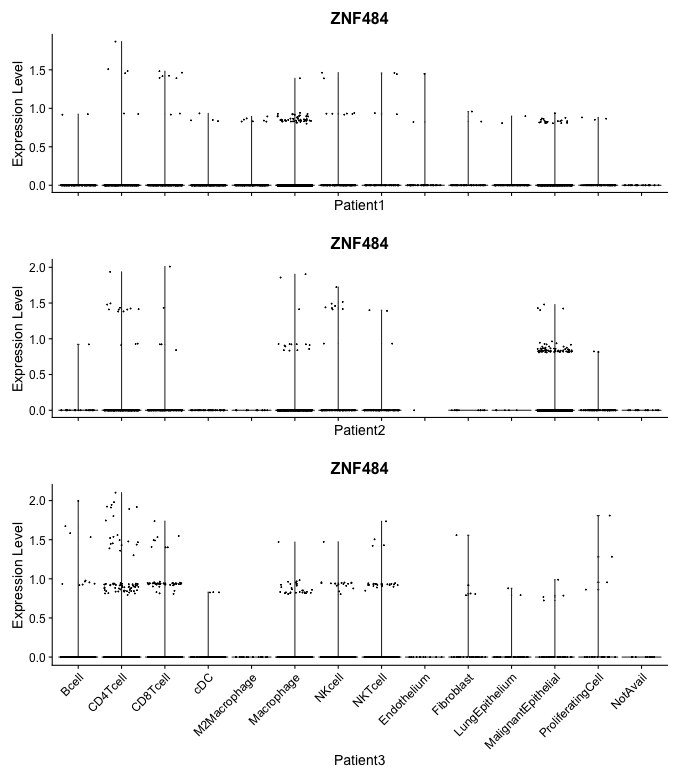 ZNF484
Expression Level
1.5
1.0
0.5
0.0
Patient1
ZNF484
Expression Level
2.0
1.5
1.0
0.5
0.0
Patient2
ZNF484
Expression Level
2.0
1.5
1.0
0.5
0.0
Bcell
CD4Tcell
CD8Tcell
cDC
M2Macrophage
Macrophage
NKcell
NKTcell
Endothelium
Fibroblast
LungEpithelium
MalignantEpithelial
ProliferatingCell
NotAvail
Patient3